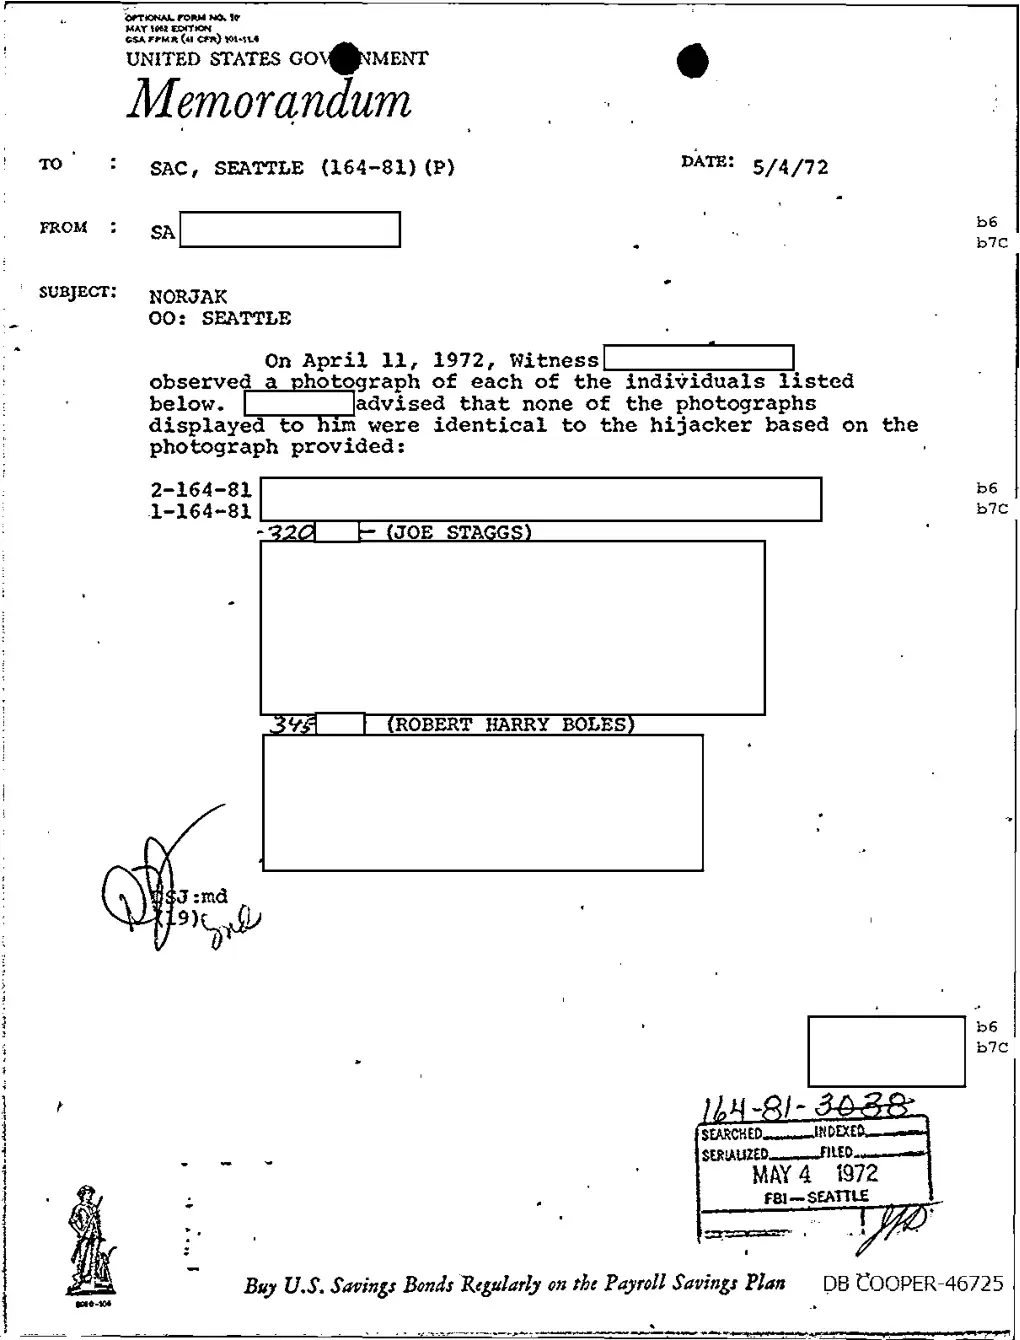 OPTIONAL FORM NO. 10
MAY 1962 EDITION
GSA FPMR (41 CFR) 101-11.6
UNITED STATES GOVERNMENT
Memorandum
TO : SAC, SEATTLE (164-81)(P) DATE: 5/4/72
FROM : SA b6
b7C
SUBJECT: NORJAK
OO: SEATTLE
On April 11, 1972, Witness
observed a photograph of each of the individuals listed
below. advised that none of the photographs
displayed to him were identical to the hijacker based on the
photograph provided:
2-164-81 b6
1-164-81 b7C
-320 - (JOE STAGGS)
345 (ROBERT HARRY BOLES)
SJ:md
(19)
md
b6
b7C
164-81-3038
SEARCHED INDEXED
SERIALIZED FILED
MAY 4 1972
FBI - SEATTLE
Buy U.S. Savings Bonds Regularly on the Payroll Savings Plan DB COOPER-46725
5010-106